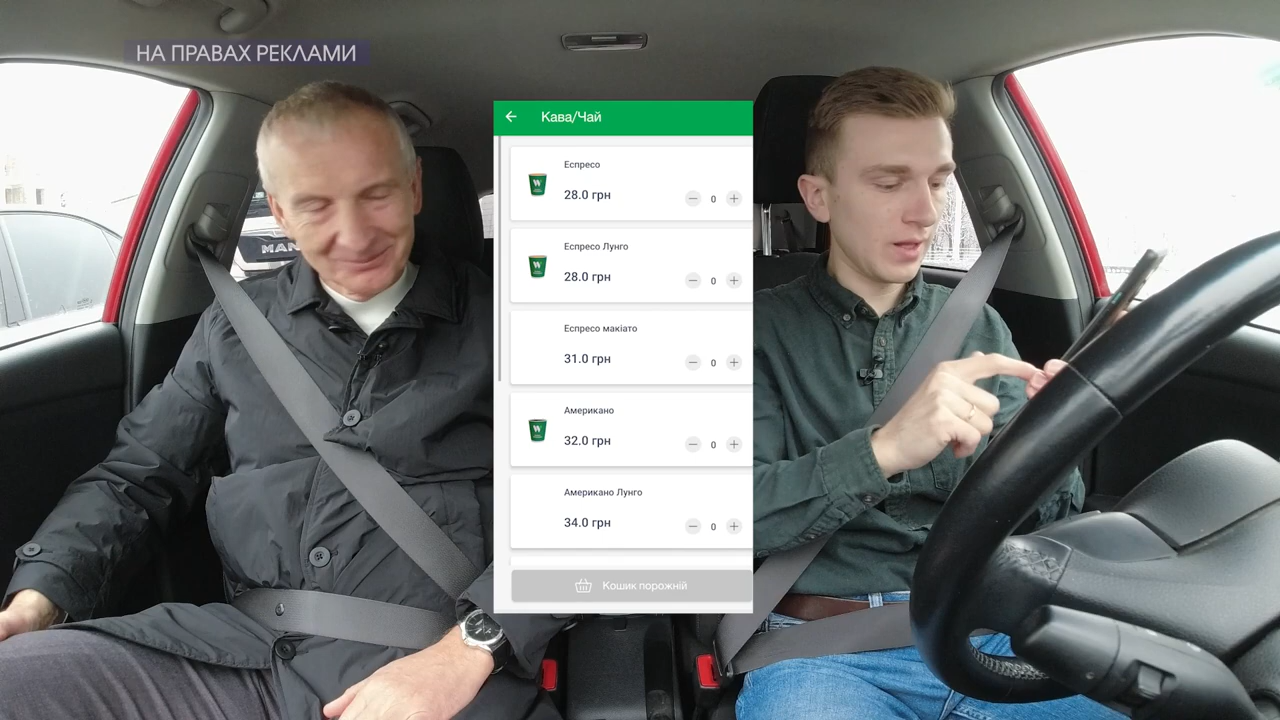 НА ПРАВАХ РЕКЛАМИ
Кава/Чай
Еспресо
28.0 грн
0
Еспресо Лунго
28.0 грн
0
Еспресо макіато
31.0 грн
0
Американо
32.0 грн
0
Американо Лунго
34.0 грн
0
Кошик порожній
MAN
W
W
W